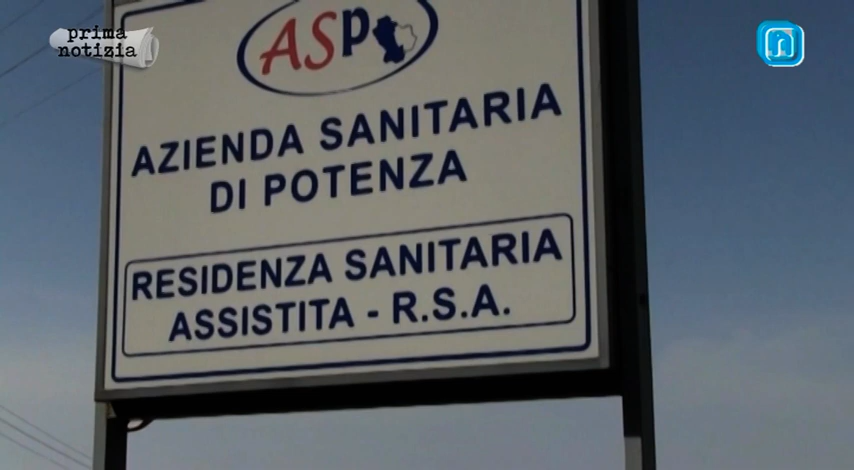 prima
notizia
ASP
AZIENDA SANITARIA
DI POTENZA
RESIDENZA SANITARIA
ASSISTITA - R.S.A.